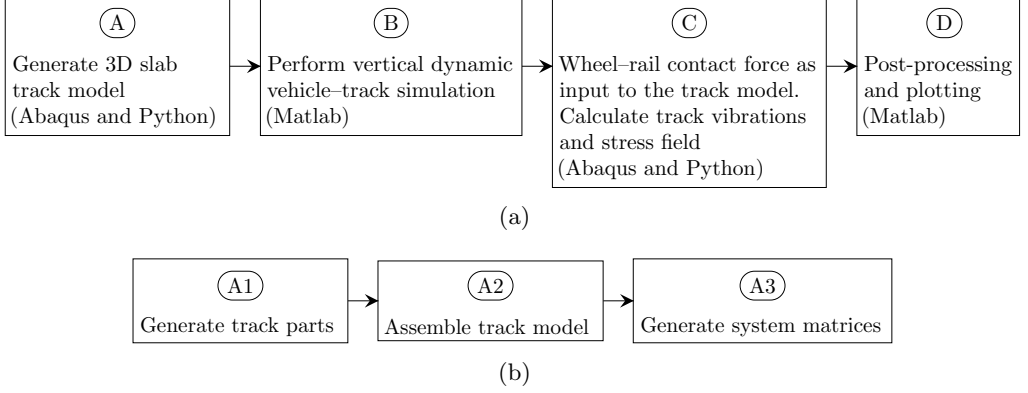 A
Generate 3D slab
track model
(Abaqus and Python)
B
Perform vertical dynamic
vehicle–track simulation
(Matlab)
C
Wheel–rail contact force as
input to the track model.
Calculate track vibrations
and stress field
(Abaqus and Python)
D
Post-processing
and plotting
(Matlab)
(a)
A1
Generate track parts
A2
Assemble track model
A3
Generate system matrices
(b)